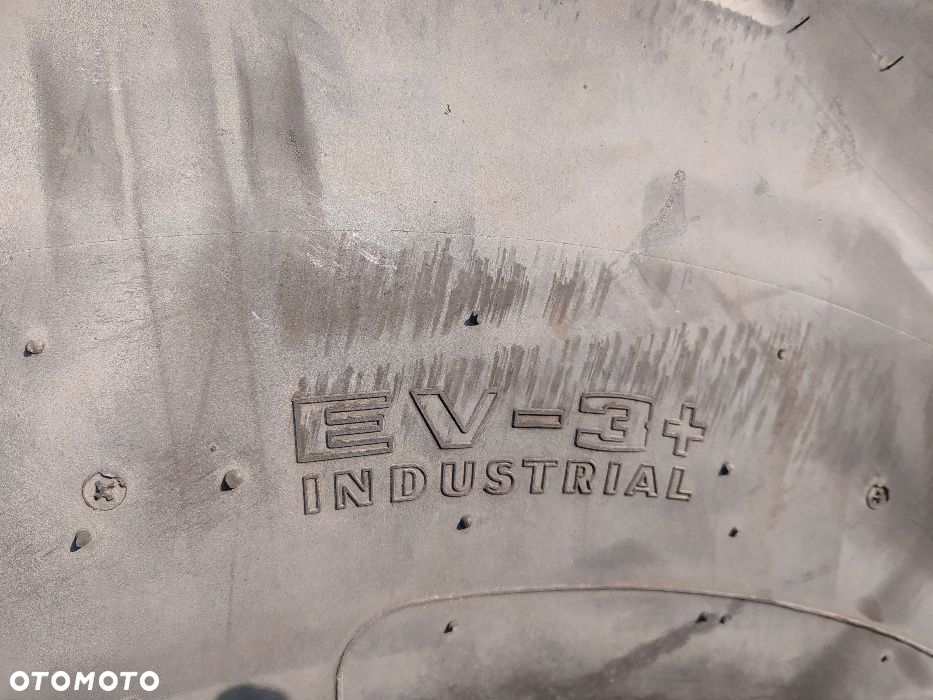 EV-3+
INDUSTRIAL
OTOMOTO